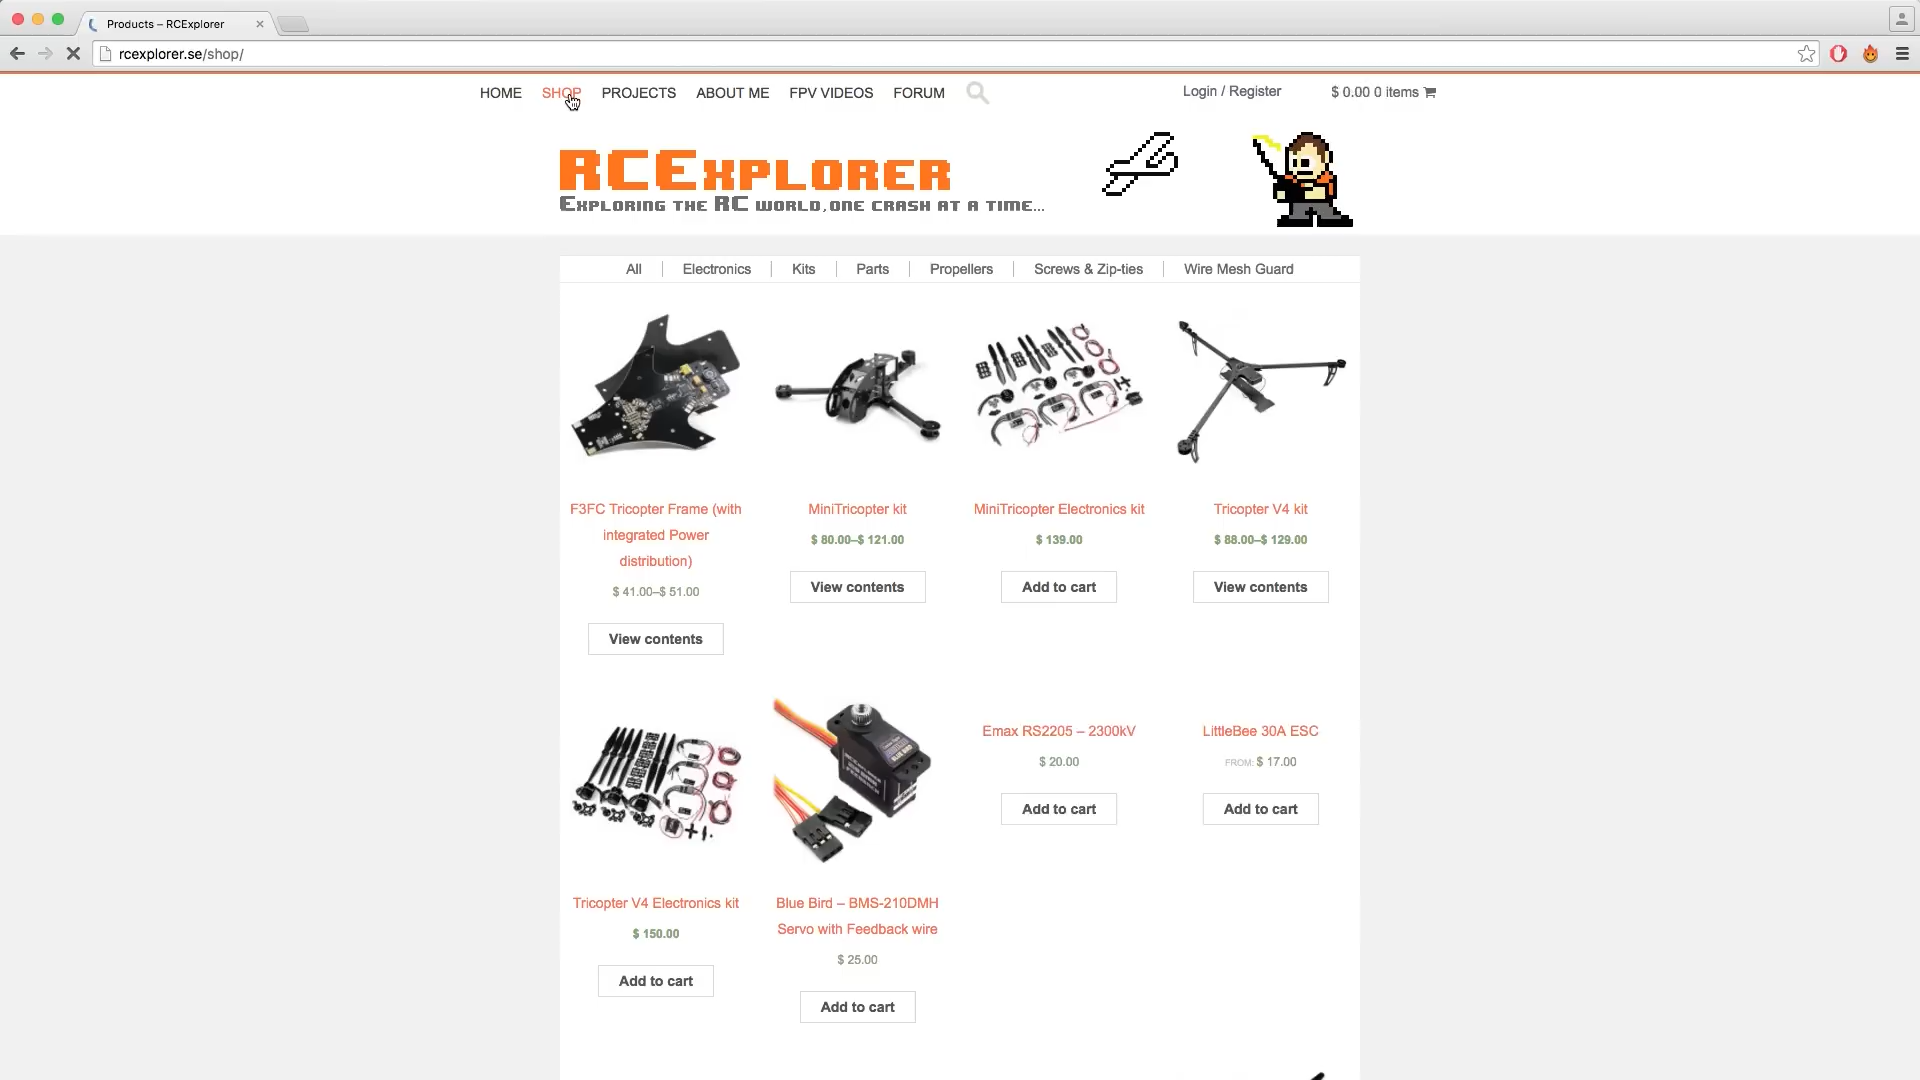 Products – RCExplorer
rcexplorer.se/shop/
HOME SHOP PROJECTS ABOUT ME FPV VIDEOS FORUM Login / Register $ 0.00 0 items
RCExplorer
Exploring the RC world,one crash at a time...
All Electronics Kits Parts Propellers Screws & Zip-ties Wire Mesh Guard
F3FC Tricopter Frame (with
integrated Power
distribution)
$ 41.00–$ 51.00
View contents
MiniTricopter kit
$ 80.00–$ 121.00
View contents
MiniTricopter Electronics kit
$ 139.00
Add to cart
Tricopter V4 kit
$ 88.00–$ 129.00
View contents
Tricopter V4 Electronics kit
$ 150.00
Add to cart
Blue Bird – BMS-210DMH
Servo with Feedback wire
$ 25.00
Add to cart
Emax RS2205 – 2300kV
$ 20.00
Add to cart
LittleBee 30A ESC
FROM: $ 17.00
Add to cart